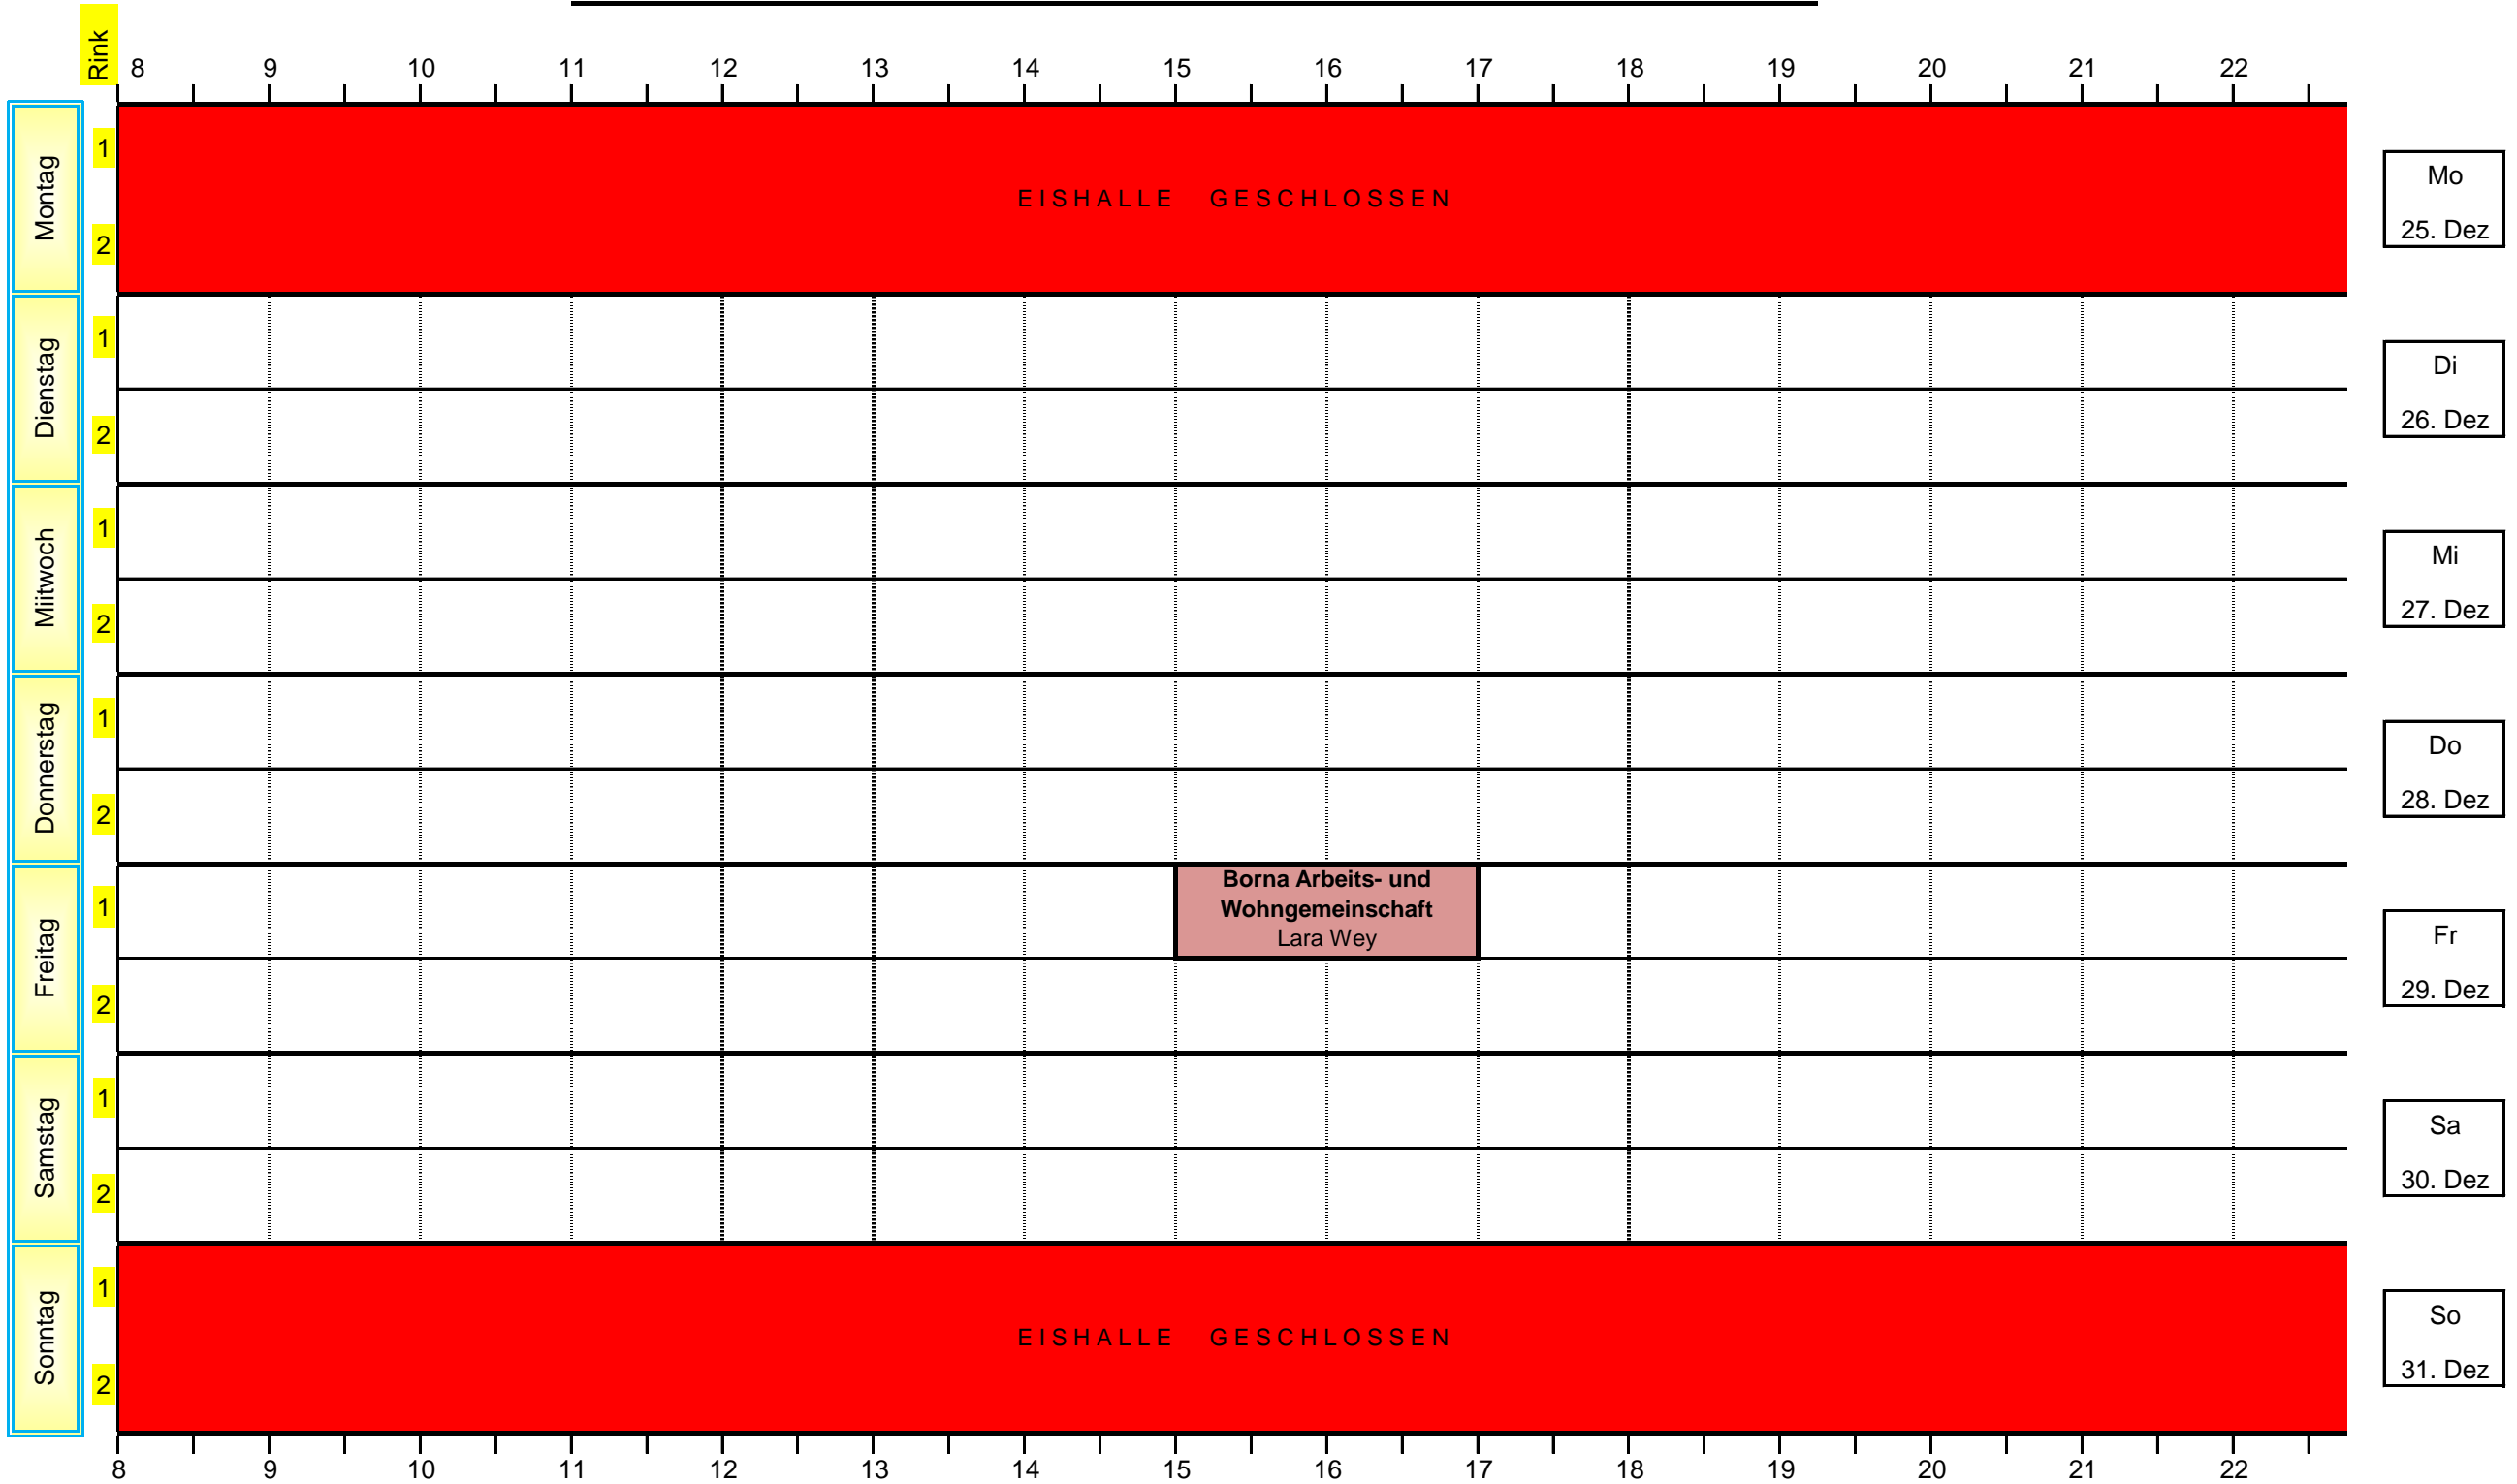 Rink
8 9 10 11 12 13 14 15 16 17 18 19 20 21 22
Montag
1
2
EISHALLE GESCHLOSSEN
Mo
25. Dez
Dienstag
1
2
Di
26. Dez
Miitwoch
1
2
Mi
27. Dez
Donnerstag
1
2
Do
28. Dez
Freitag
1
2
Borna Arbeits- und
Wohngemeinschaft
Lara Wey
Fr
29. Dez
Samstag
1
2
Sa
30. Dez
Sonntag
1
2
EISHALLE GESCHLOSSEN
So
31. Dez
8 9 10 11 12 13 14 15 16 17 18 19 20 21 22